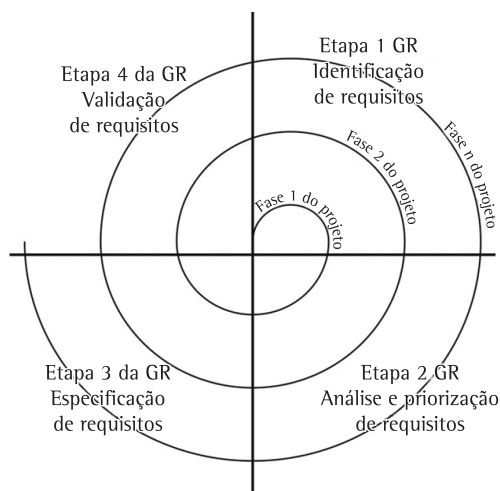 Etapa 1 GR
Identificação
de requisitos
Etapa 4 da GR
Validação
de requisitos
Fase 1 do projeto
Fase 2 do projeto
Fase n do projeto
Etapa 3 da GR
Especificação
de requisitos
Etapa 2 GR
Análise e priorização
de requisitos